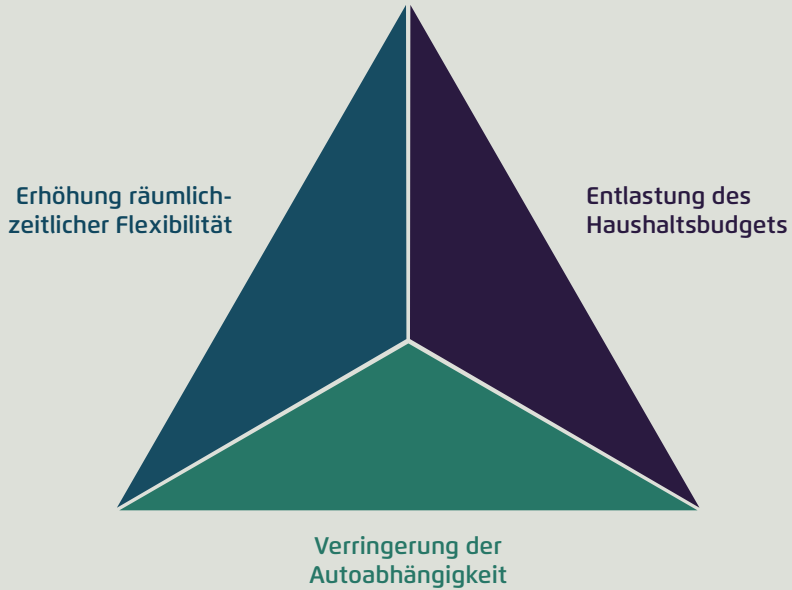 Erhöhung räumlich-
zeitlicher Flexibilität
Entlastung des
Haushaltsbudgets
Verringerung der
Autoabhängigkeit